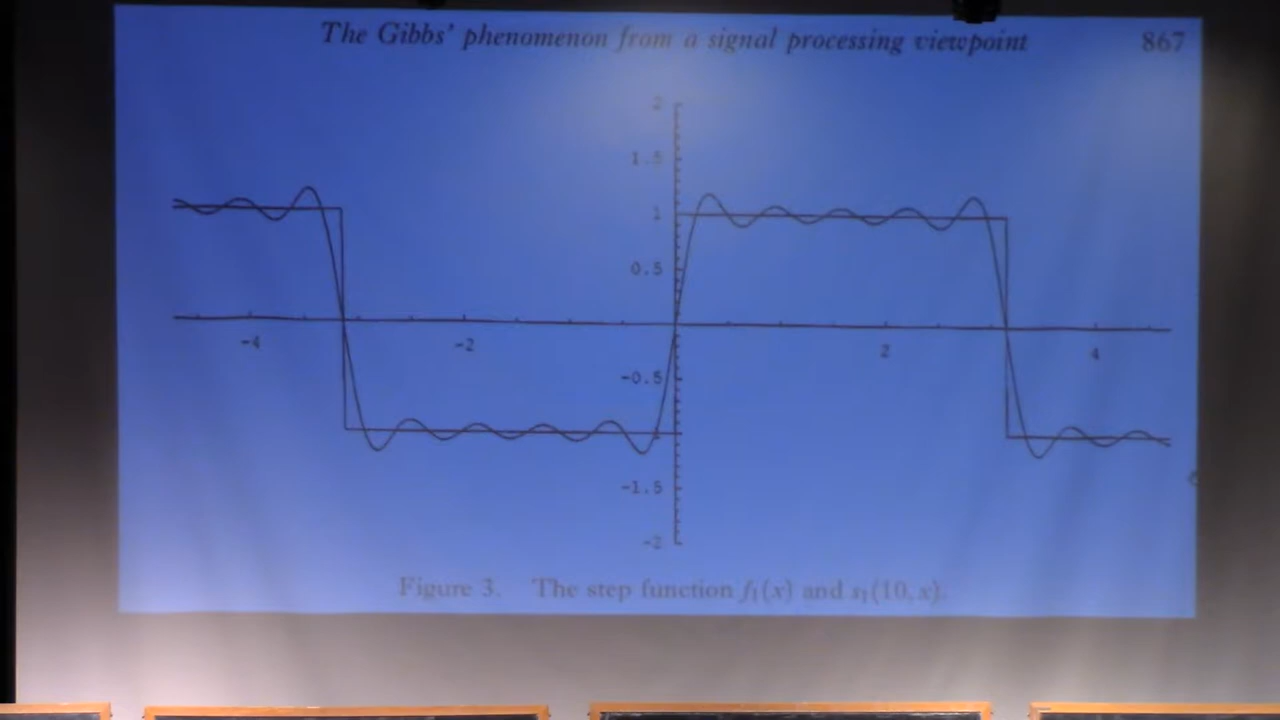 The Gibbs' phenomenon from a signal processing viewpoint 867
2
1.5
1
0.5
-4 -2 2 4
-0.5
-1.5
-2
Figure 3. The step function f₁(x) and s₁(10, x).